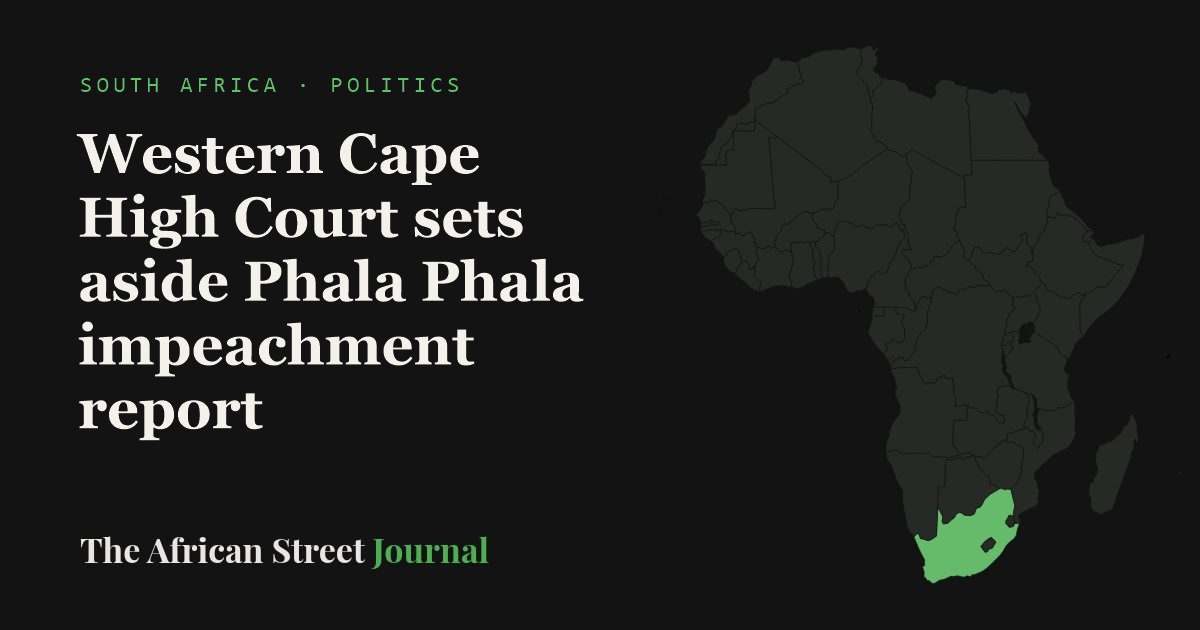 SOUTH AFRICA · POLITICS
Western Cape
High Court sets
aside Phala Phala
impeachment
report
The African Street Journal